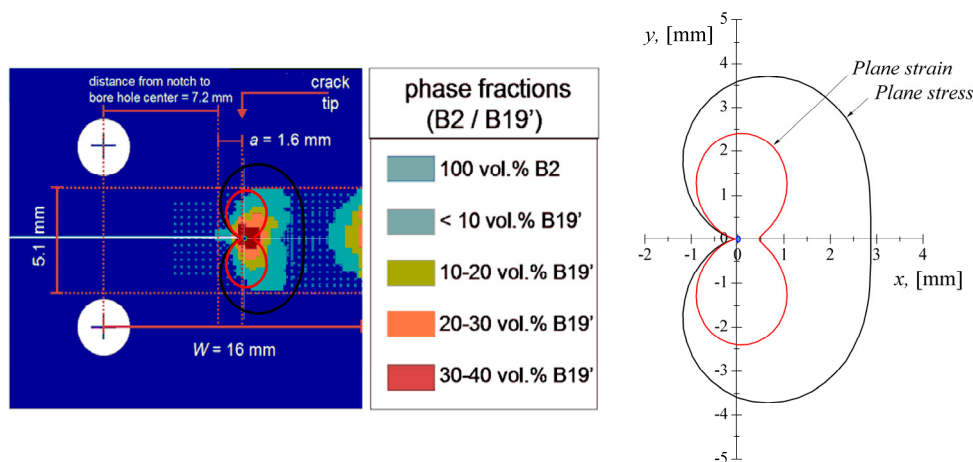 distance from notch to
bore hole center = 7.2 mm
crack
tip
a = 1.6 mm
5.1 mm
W = 16 mm
phase fractions
(B2 / B19')
100 vol.% B2
< 10 vol.% B19'
10-20 vol.% B19'
20-30 vol.% B19'
30-40 vol.% B19'
y, [mm]
5
4
3
2
1
0
-1
-2
-3
-4
-5
Plane strain
Plane stress
-2
-1
0
1
2
3
4
x, [mm]